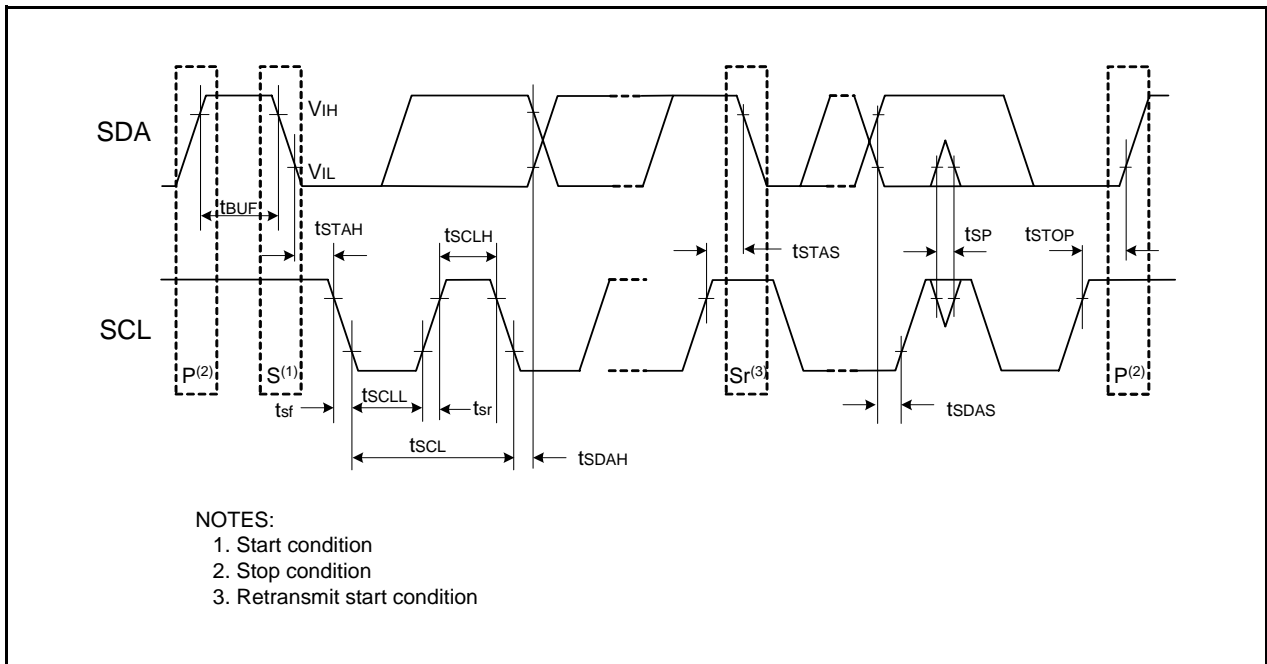 VIH
SDA
VIL
tBUF
tSTAH
tSCLH
tSTAS
tSP
tSTOP
SCL
P(2)
S(1)
Sr(3)
P(2)
tsf
tSCLL
tsr
tSDAS
tSCL
tSDAH
NOTES:
1. Start condition
2. Stop condition
3. Retransmit start condition